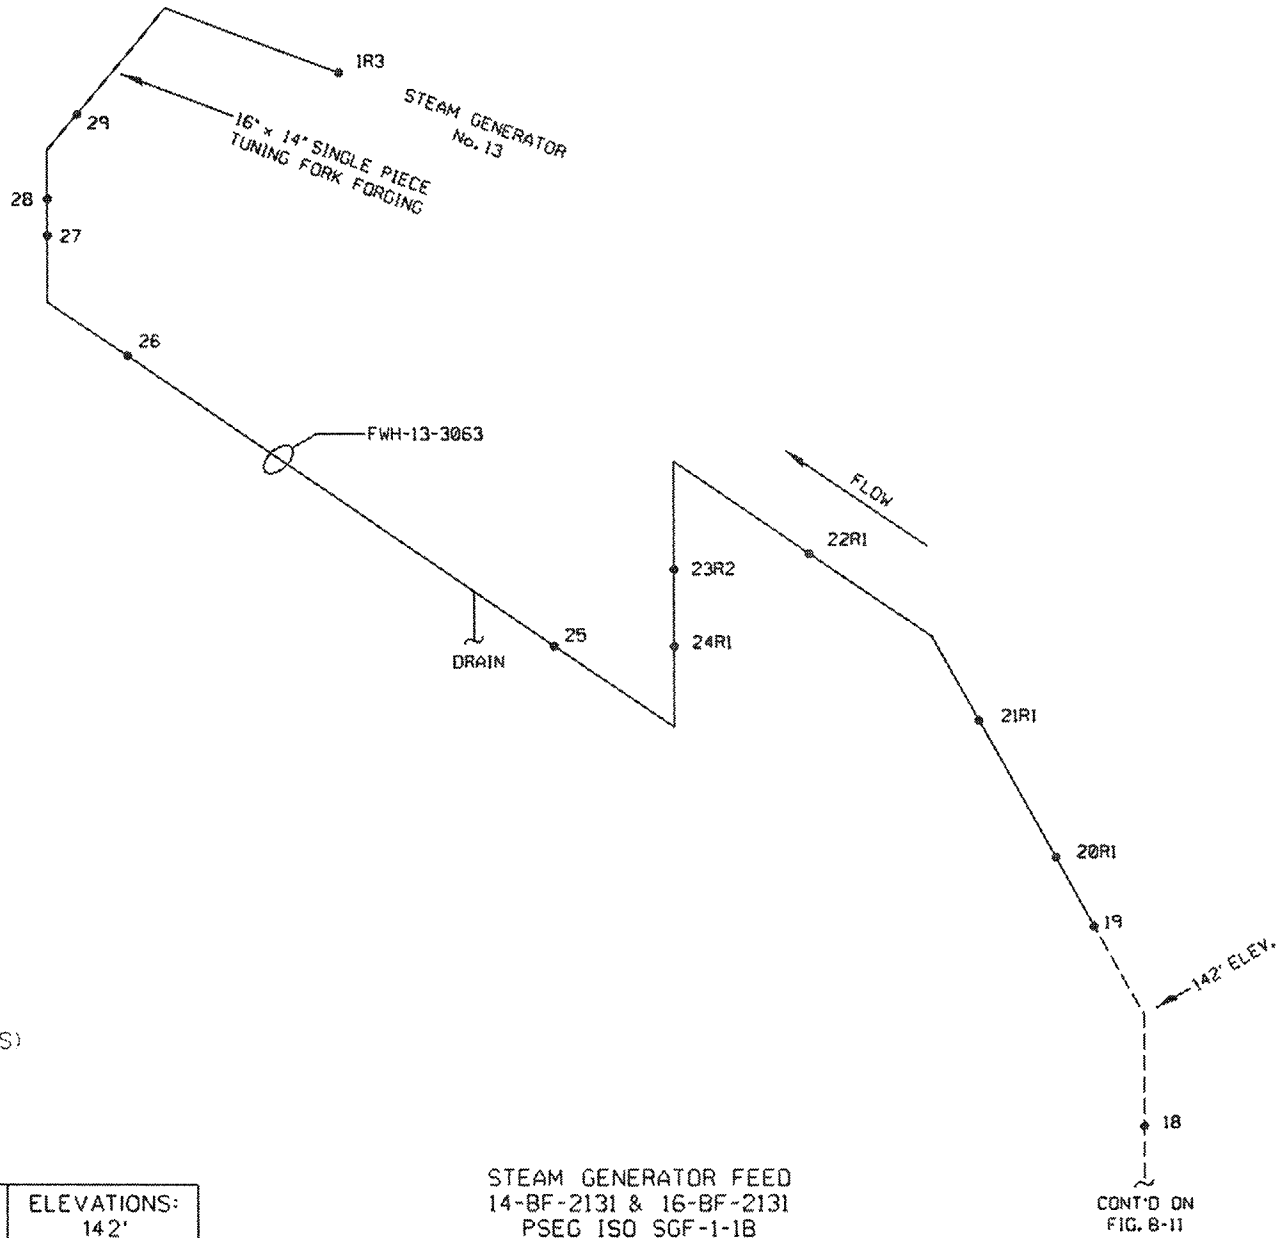 1R3
STEAM GENERATOR
No. 13
29
16" x 14" SINGLE PIECE
TUNING FORK FORGING
28
27
26
FWH-13-3063
FLOW
22R1
23R2
25
24R1
DRAIN
21R1
20R1
19
142' ELEV.
S)
18
STEAM GENERATOR FEED
14-BF-2131 & 16-BF-2131
PSEG ISO SGF-1-1B
ELEVATIONS:
142'
CONT'D ON
FIG. B-11